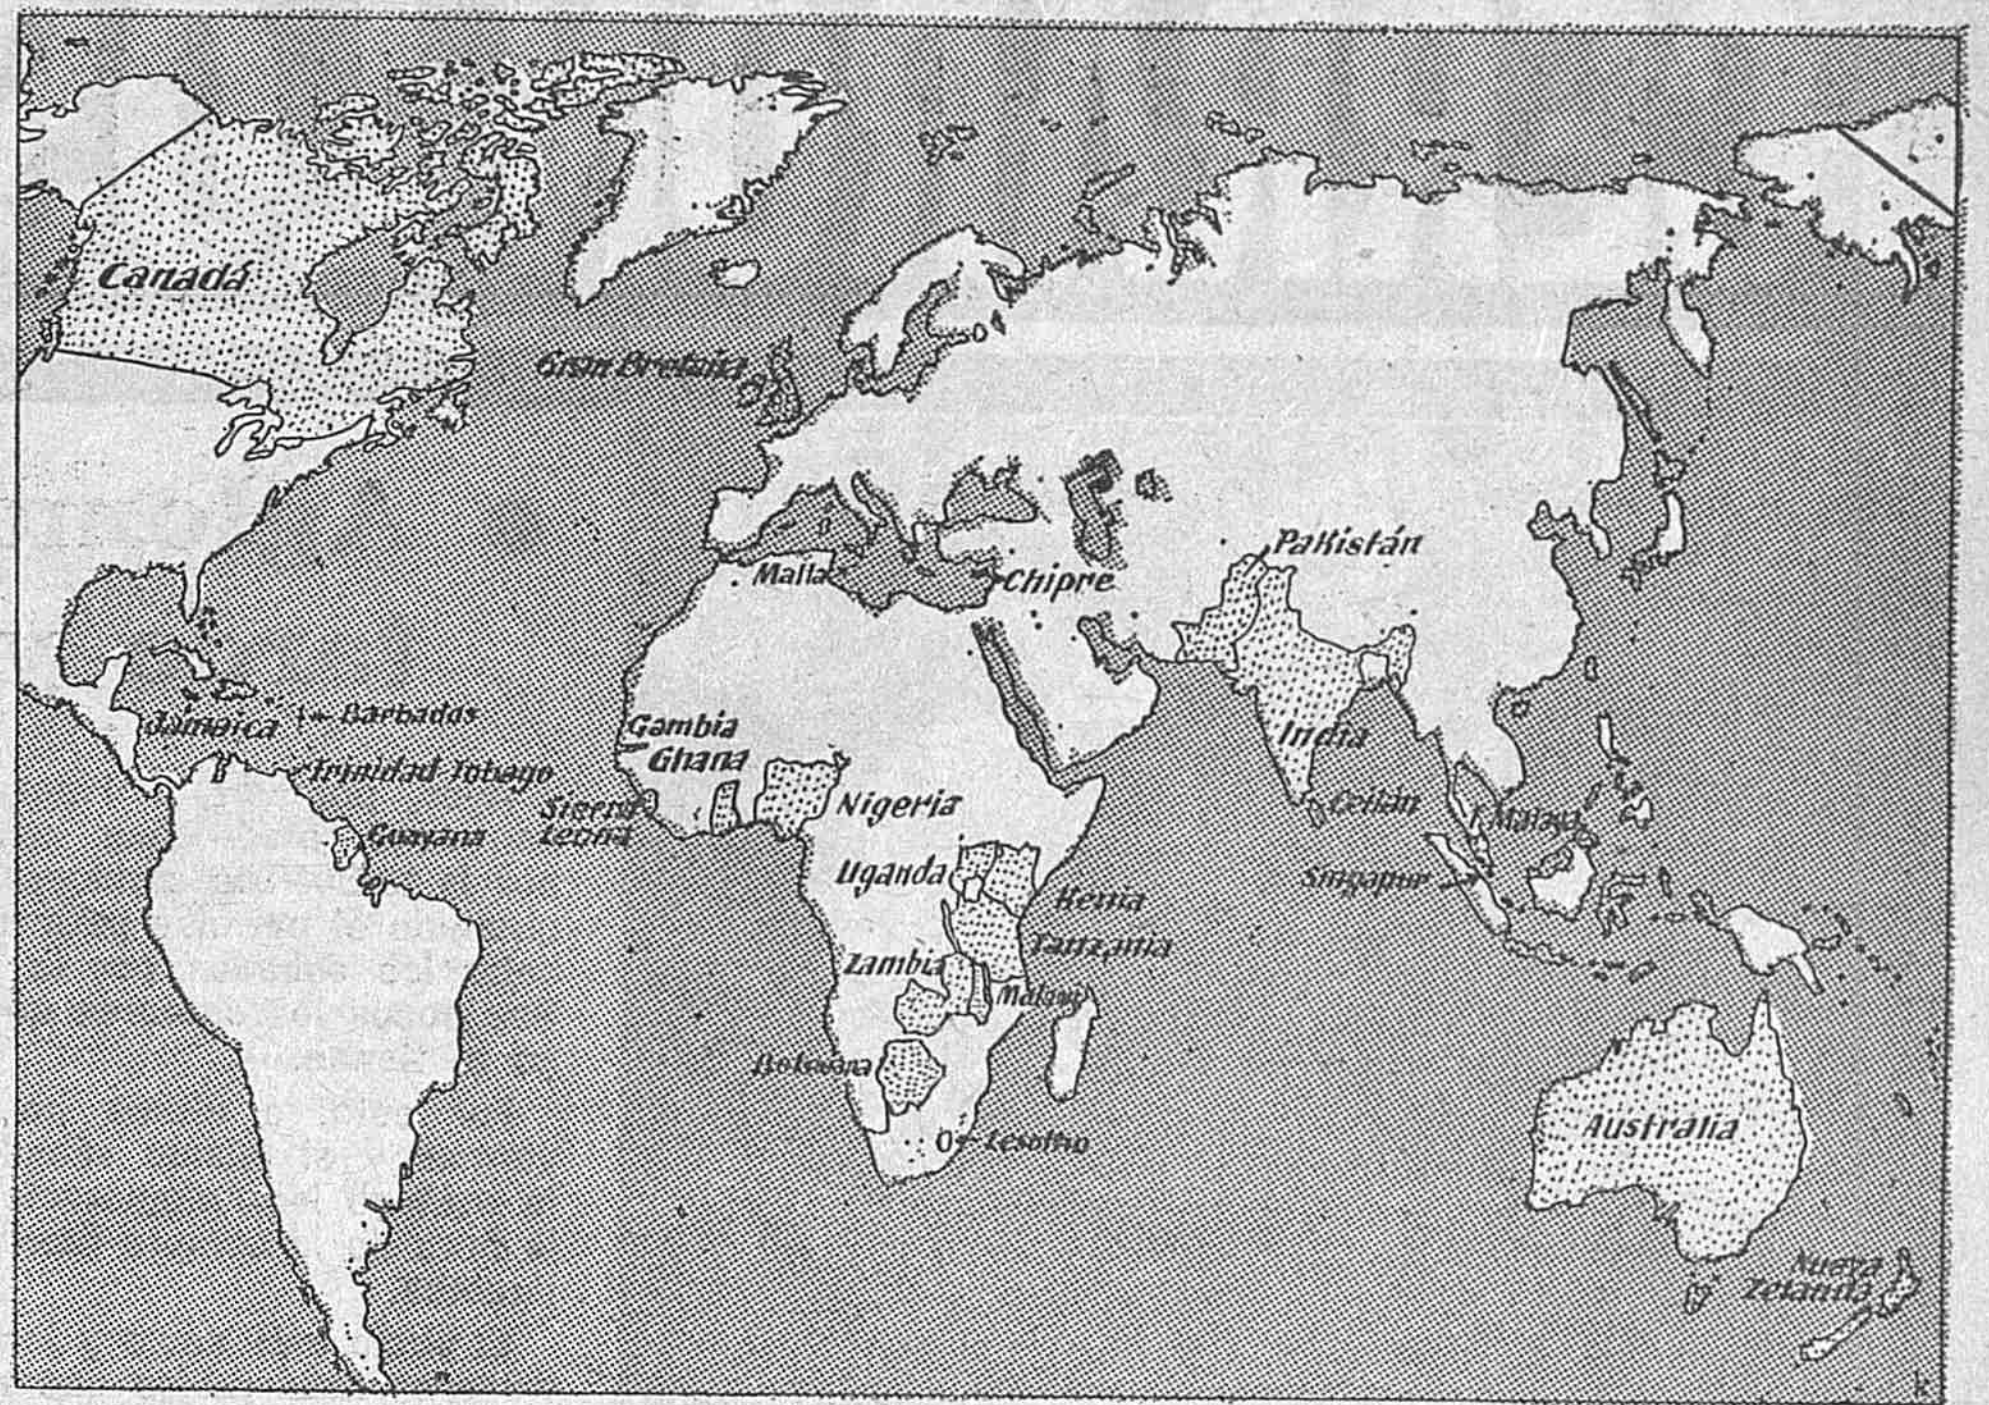 Canadá
Gran Bretaña
Pakistán
Malta
Chipre
Jamaica
Barbados
Gambia
Ghana
India
Trinidad-Tobago
Sierra
Leona
Nigeria
Ceilán
Guayana
Uganda
Singapur
Kenia
Tanzania
Zambia
Malawi
Botswana
Australia
Lesotho
Nueva
Zelanda